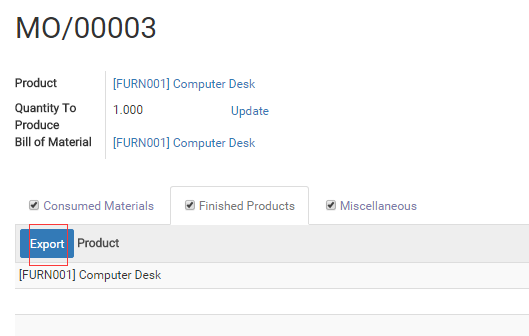 MO/00003
Product [FURN001] Computer Desk
Quantity To Produce 1.000 Update
Bill of Material [FURN001] Computer Desk
Consumed Materials Finished Products Miscellaneous
Export Product
[FURN001] Computer Desk